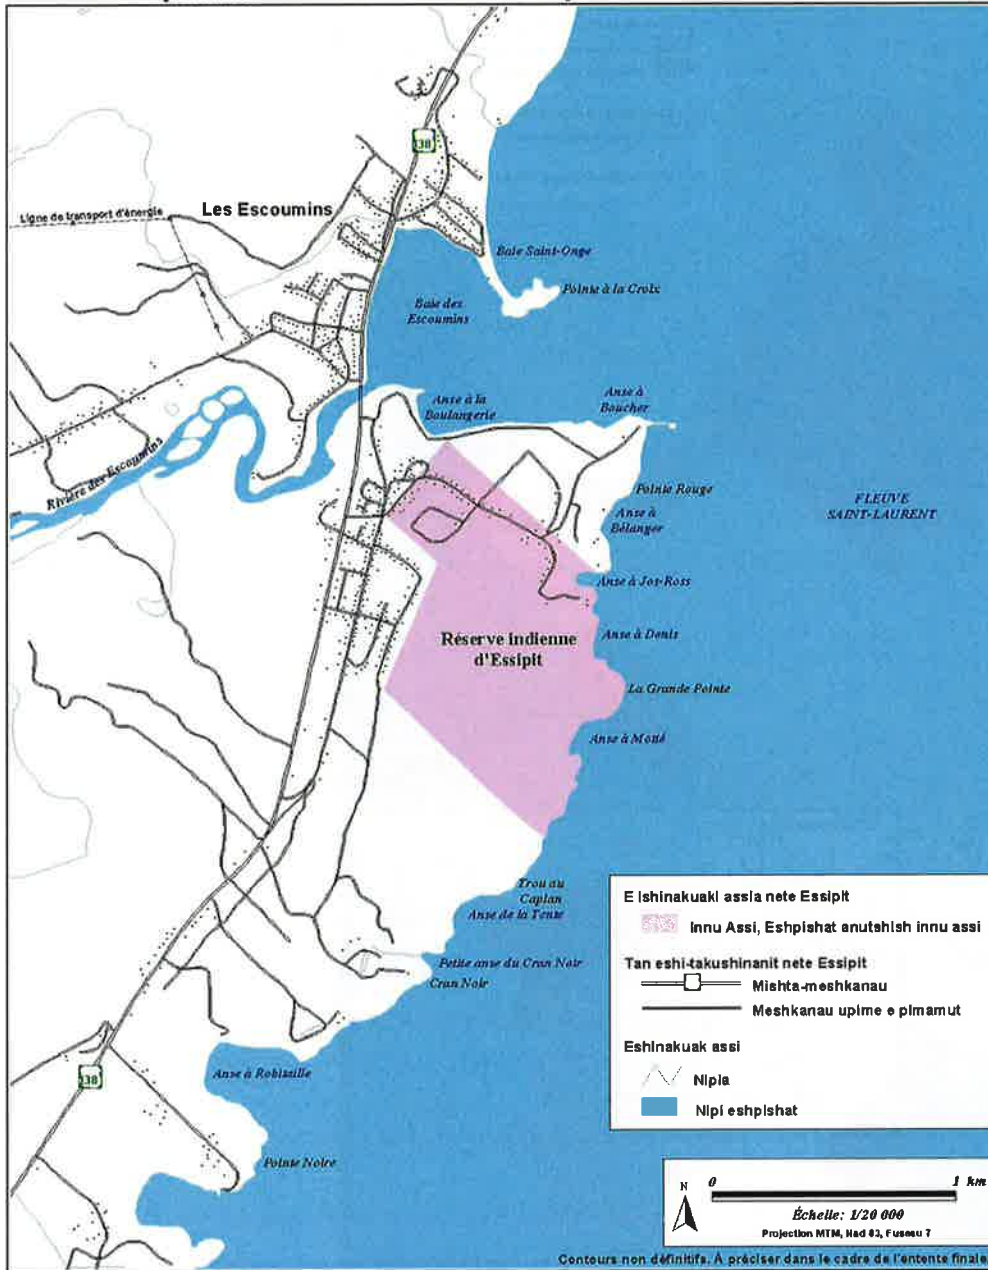 138
Ligne de transport d'énergie
Les Escoumins
Baie Saint-Onge
Pointe à la Croix
Baie des
Escoumins
Anse à la
Boulangerie
Anse à
Boucher
Rivière des Escoumins
Pointe Rouge
Anse à
Bélanger
FLEUVE
SAINT-LAURENT
Anse à Jos-Ross
Réserve indienne
d'Essipit
Anse à Denis
La Grande Pointe
Anse à Moïé
Trou au
Caplan
Anse de la Tente
Petite anse du Cran Noir
Cran Noir
Anse à Robitaille
138
Pointe Noire
E ishinakuaki assia nete Essipit
Innu Assi, Eshpishat anutshish innu assi
Tan eshi-takushinanit nete Essipit
Mishta-meshkanau
Meshkanau upime e pimamut
Eshinakuak assi
Nipia
Nipi eshpishat
N
0 1 km
Échelle: 1/20 000
Projection MTM, Nad 83, Fuseau 7
Contours non définitifs. À préciser dans le cadre de l'entente finale